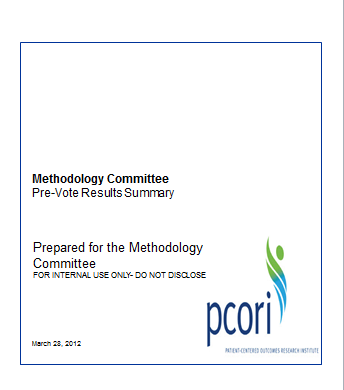 Methodology Committee
Pre-Vote Results Summary
Prepared for the Methodology
Committee
FOR INTERNAL USE ONLY- DO NOT DISCLOSE
pcori
PATIENT-CENTERED OUTCOMES RESEARCH INSTITUTE
March 28, 2012